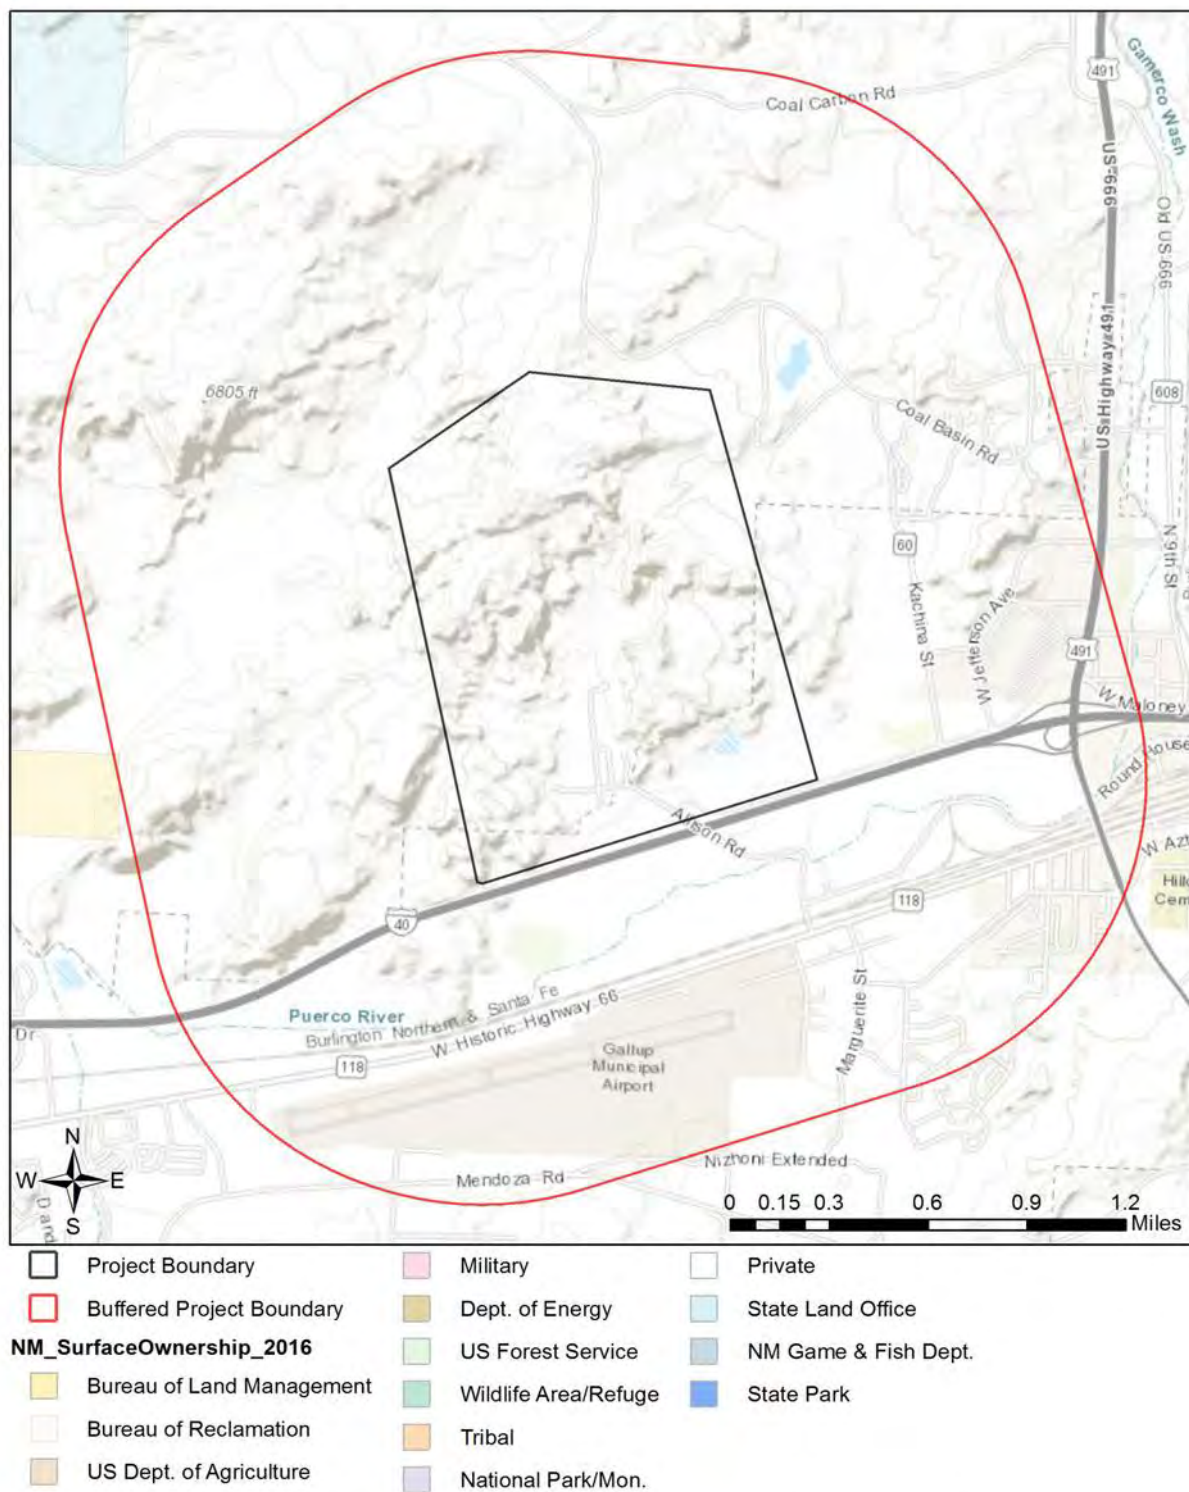 491
Gamerco Wash
Coal Carbon Rd
US-666
Old US-666
6805 ft
US Highway 491
608
Coal Basin Rd
N 9th St
60
Kachina St
W Jefferson Ave
491
W Maloney
Round House
Allison Rd
W Azt
118
Hillc
Cem
40
Puerco River
Burlington Northern & Santa Fe
W Historic Highway 66
Marguerite St
Dr
118
Gallup
Municipal
Airport
N
W E
S
Mendoza Rd
Nizhoni Extended
D and
0 0.15 0.3 0.6 0.9 1.2
Miles
Project Boundary
Buffered Project Boundary
NM_SurfaceOwnership_2016
Bureau of Land Management
Bureau of Reclamation
US Dept. of Agriculture
Military
Dept. of Energy
US Forest Service
Wildlife Area/Refuge
Tribal
National Park/Mon.
Private
State Land Office
NM Game & Fish Dept.
State Park